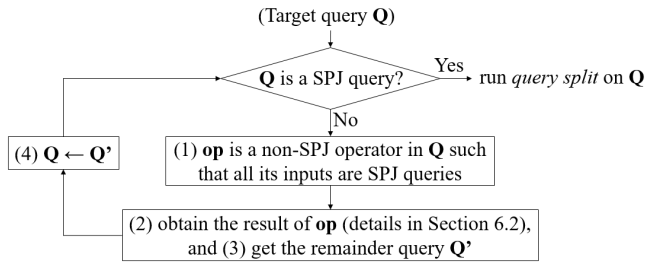 (Target query Q)
Q is a SPJ query?
Yes
run query split on Q
No
(1) op is a non-SPJ operator in Q such
that all its inputs are SPJ queries
(4) Q ← Q’
(2) obtain the result of op (details in Section 6.2),
and (3) get the remainder query Q’